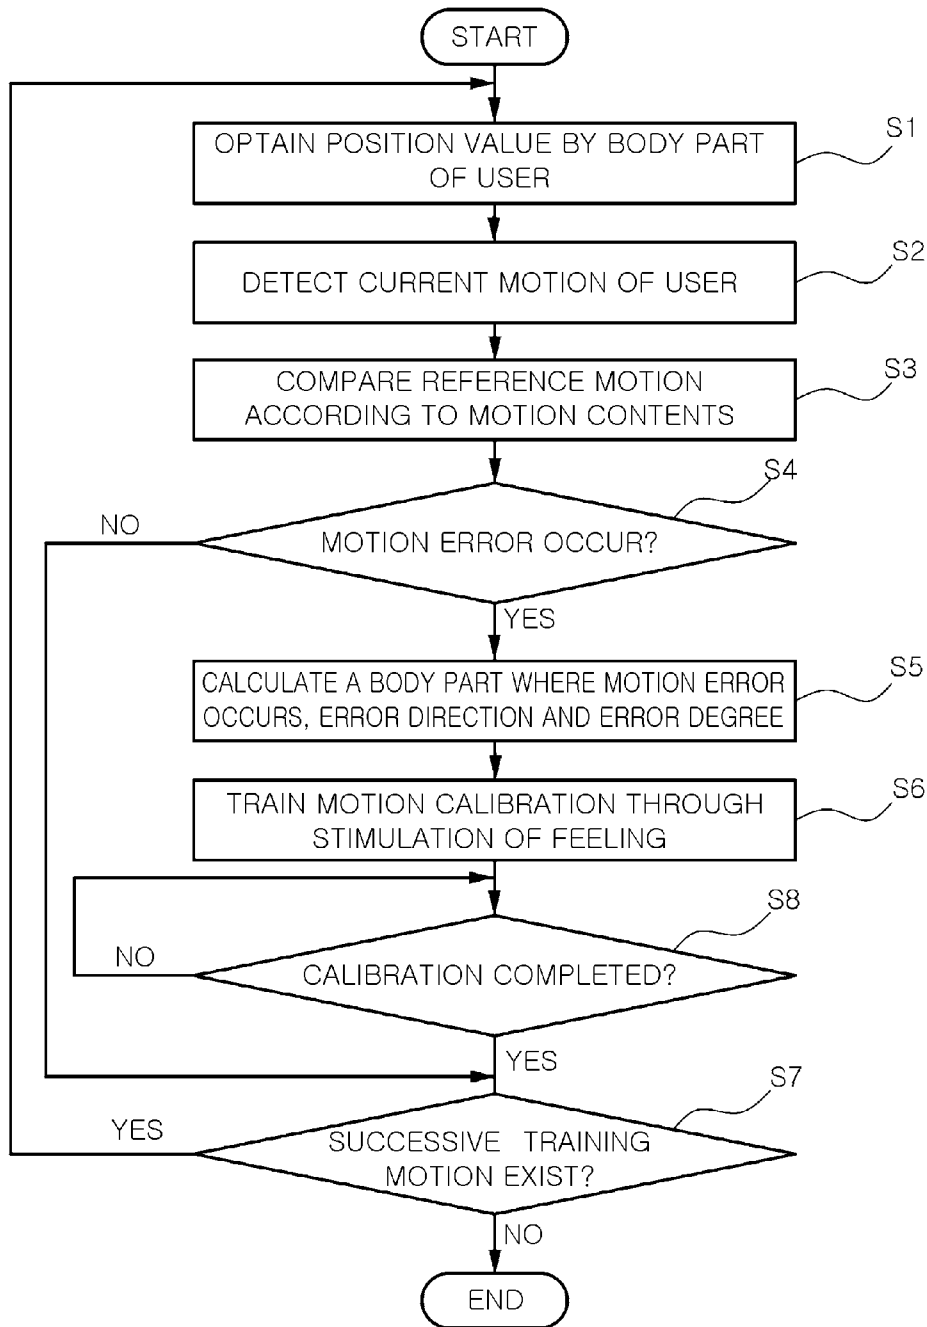 START
OPTAIN POSITION VALUE BY BODY PART
OF USER
S1
DETECT CURRENT MOTION OF USER
S2
COMPARE REFERENCE MOTION
ACCORDING TO MOTION CONTENTS
S3
S4
NO
MOTION ERROR OCCUR?
YES
CALCULATE A BODY PART WHERE MOTION ERROR
OCCURS, ERROR DIRECTION AND ERROR DEGREE
S5
TRAIN MOTION CALIBRATION THROUGH
STIMULATION OF FEELING
S6
S8
NO
CALIBRATION COMPLETED?
YES
S7
YES
SUCCESSIVE TRAINING
MOTION EXIST?
NO
END